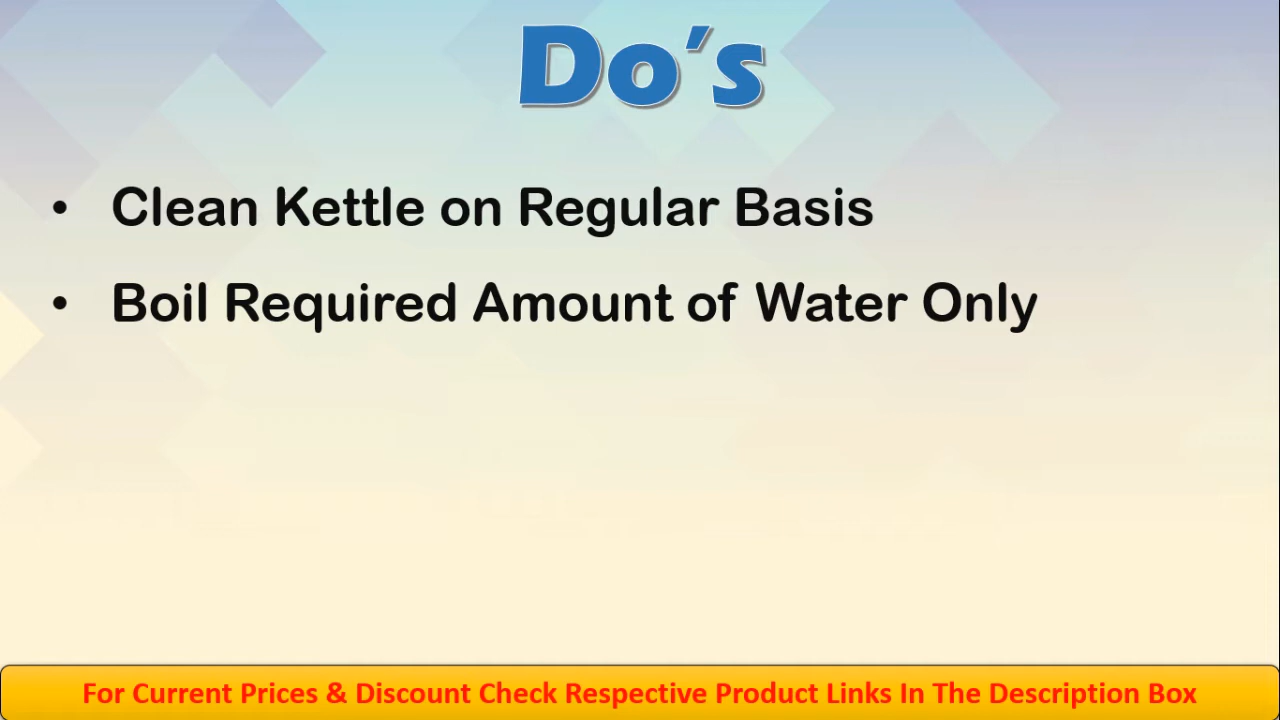 Do's
• Clean Kettle on Regular Basis
• Boil Required Amount of Water Only
For Current Prices & Discount Check Respective Product Links In The Description Box